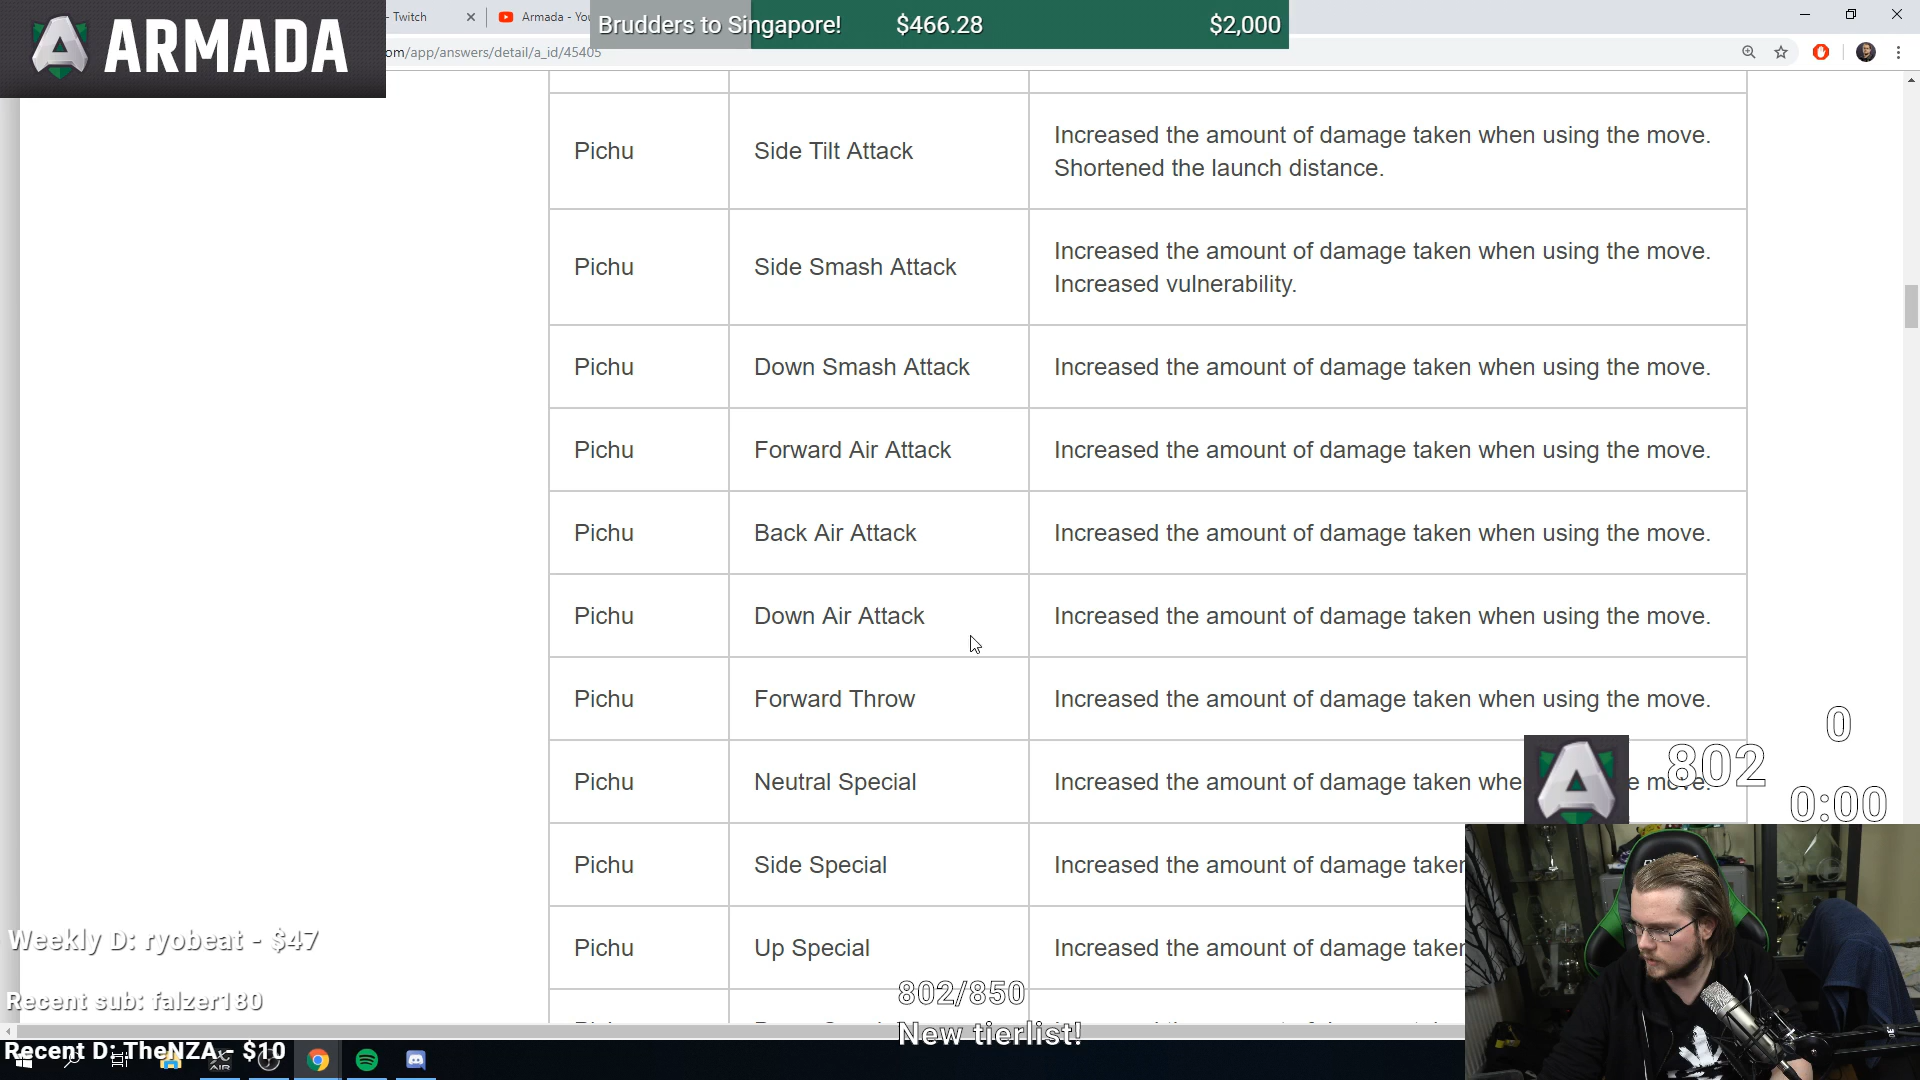 ARMADA
- Twitch
Armada - You
Brudders to Singapore! $466.28 $2,000
om/app/answers/detail/a_id/45405
Pichu Side Tilt Attack Increased the amount of damage taken when using the move.
Shortened the launch distance.
Pichu Side Smash Attack Increased the amount of damage taken when using the move.
Increased vulnerability.
Pichu Down Smash Attack Increased the amount of damage taken when using the move.
Pichu Forward Air Attack Increased the amount of damage taken when using the move.
Pichu Back Air Attack Increased the amount of damage taken when using the move.
Pichu Down Air Attack Increased the amount of damage taken when using the move.
Pichu Forward Throw Increased the amount of damage taken when using the move.
0
802
Pichu Neutral Special Increased the amount of damage taken whe e move.
0:00
Pichu Side Special Increased the amount of damage taker
Weekly D: ryobeat - $47
Pichu Up Special Increased the amount of damage taker
802/850
Recent sub: falzer180
New tierlist!
Recent D: TheNZA - $10